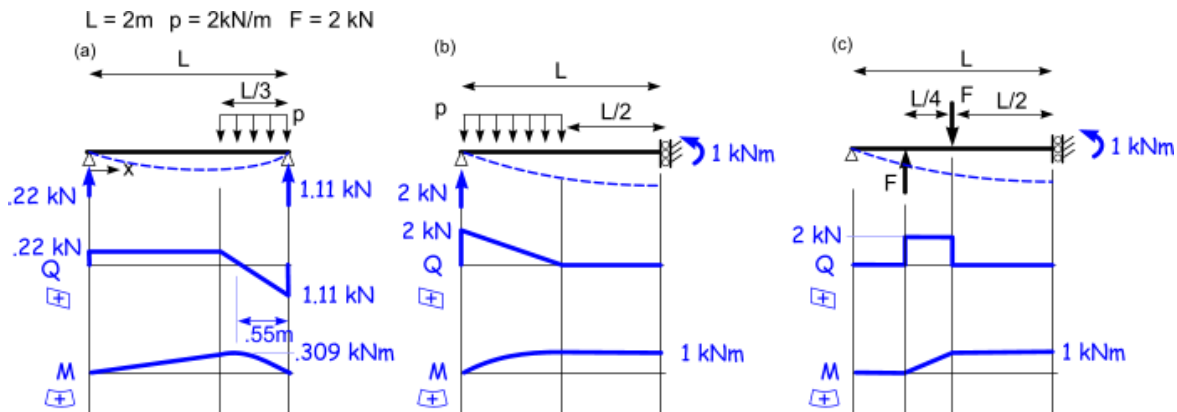 L = 2m p = 2kN/m F = 2 kN
(a)
L
L/3
p
x
.22 kN
1.11 kN
.22 kN
Q
+
1.11 kN
.55m
.309 kNm
M
+
(b)
L
p
L/2
1 kNm
2 kN
2 kN
Q
+
1 kNm
M
+
(c)
L
L/4
F
L/2
1 kNm
F
2 kN
Q
+
1 kNm
M
+